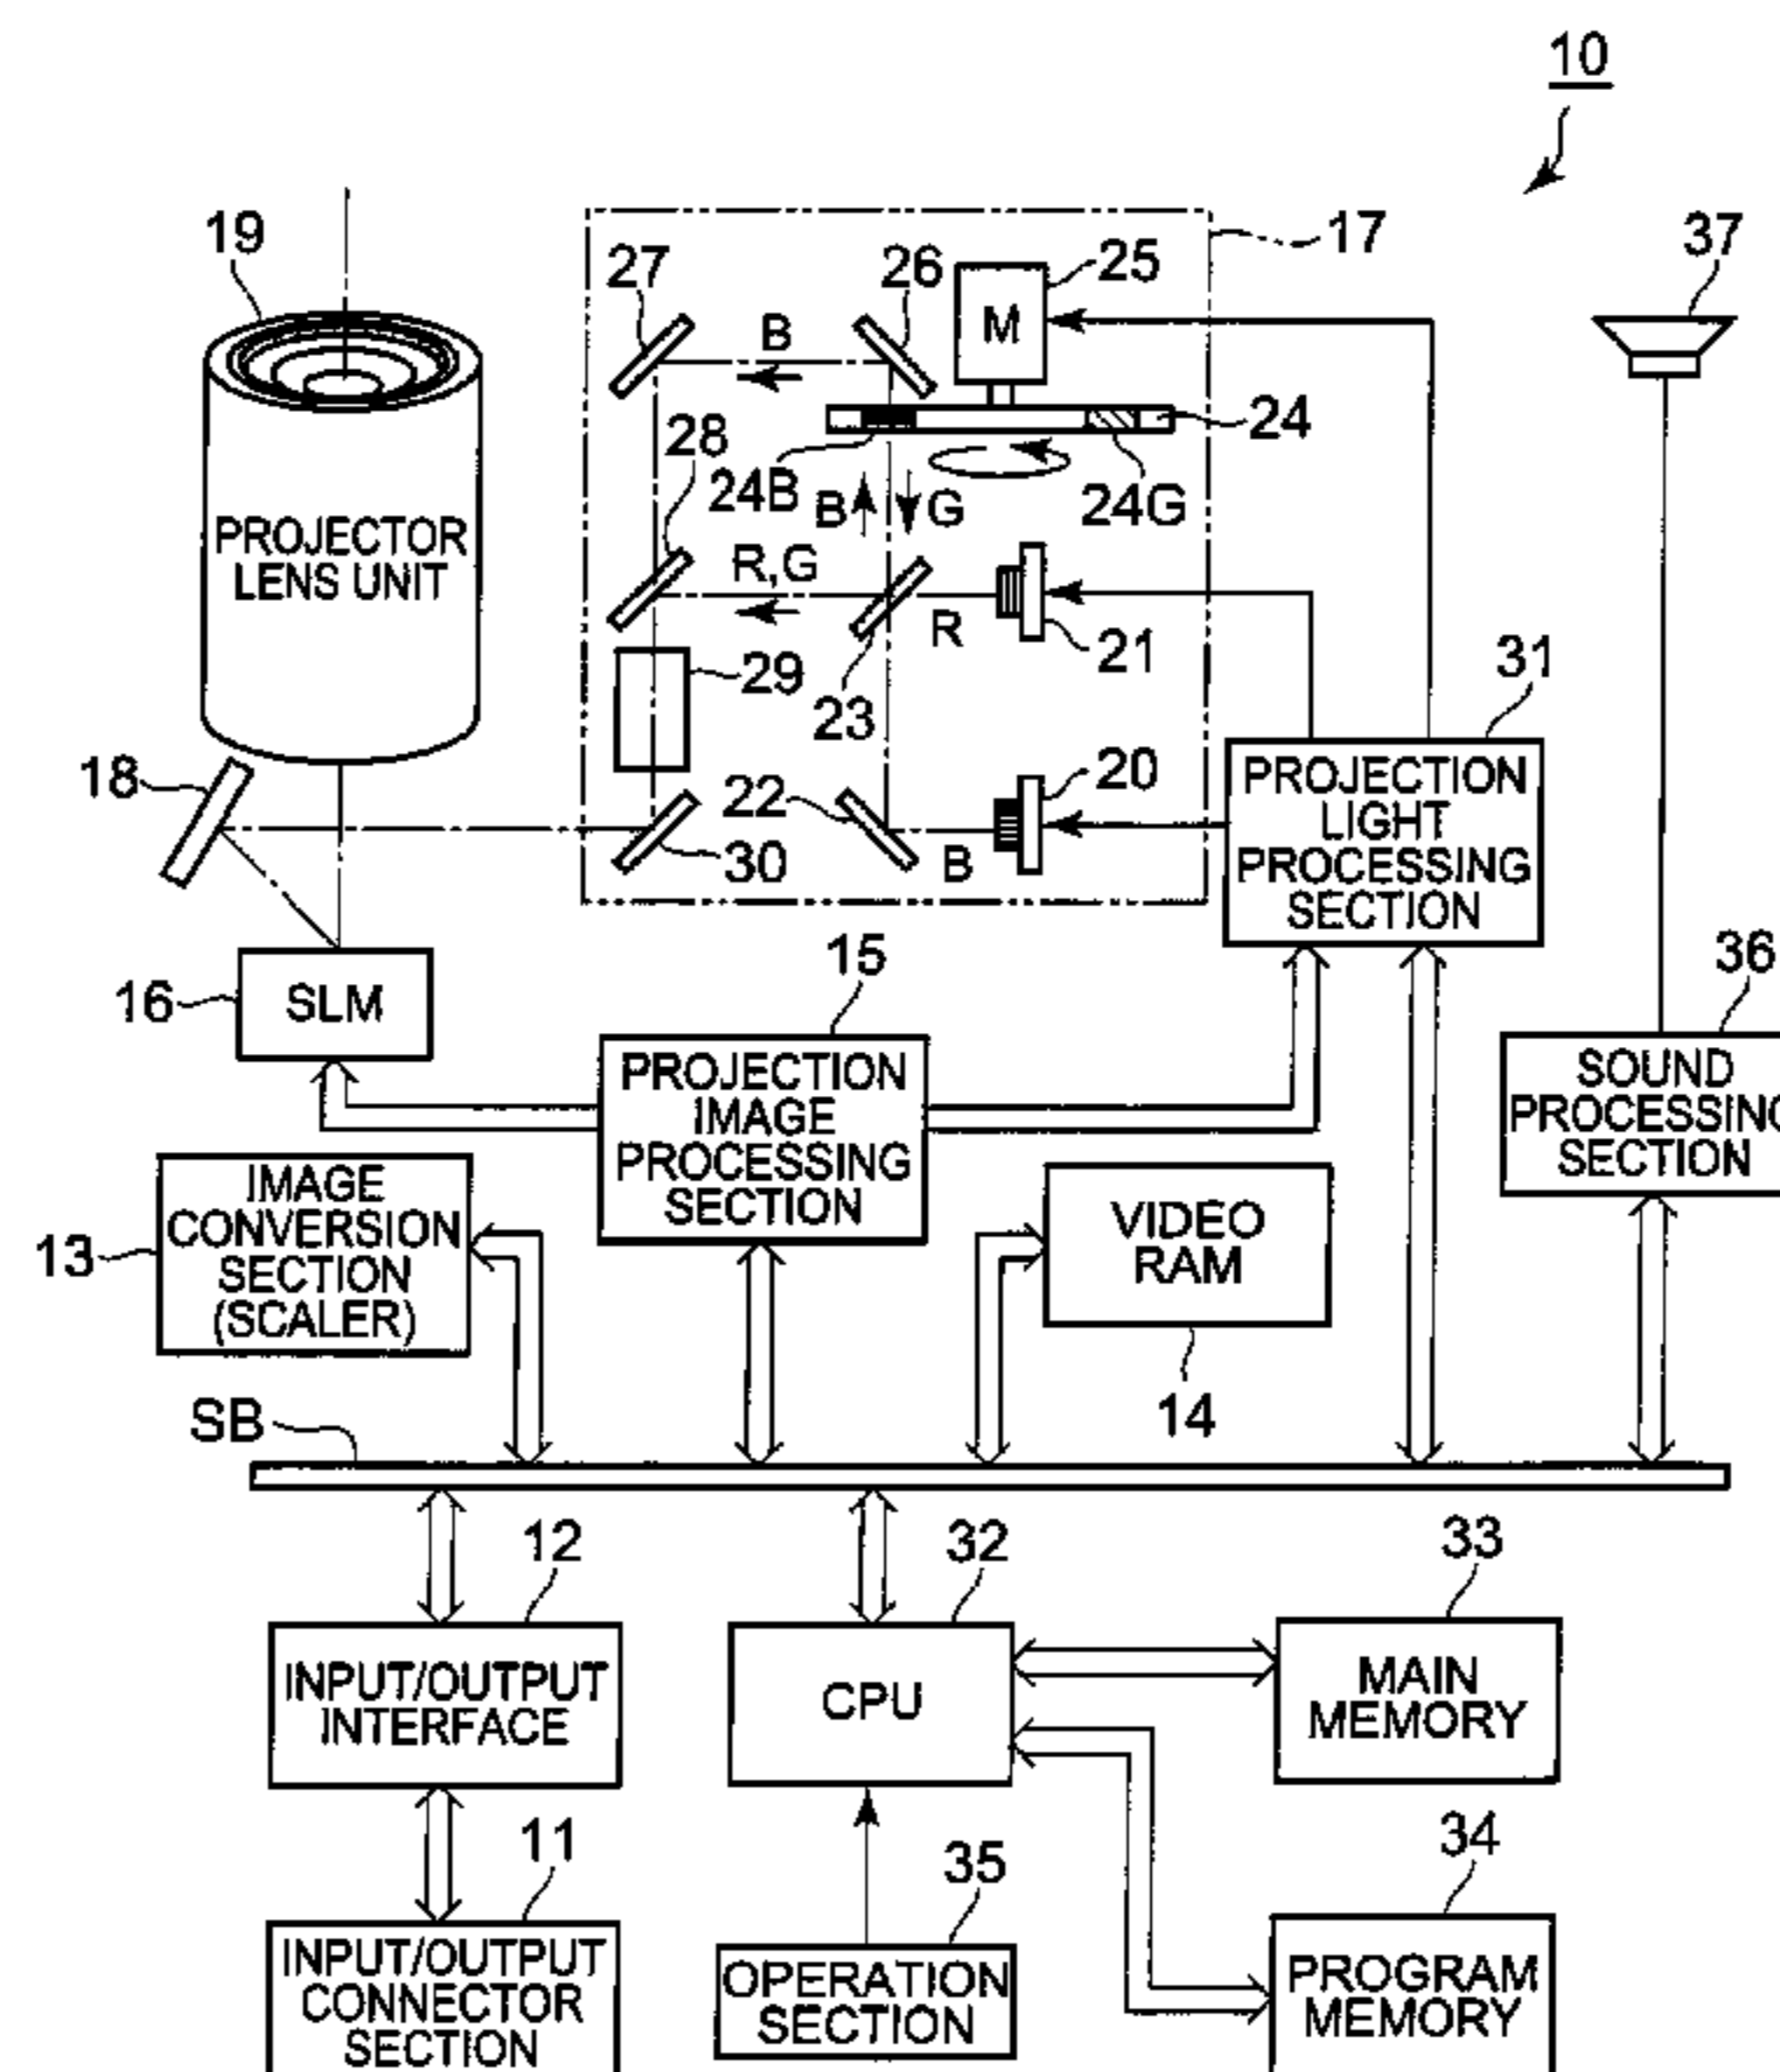 10
19
27
26
25
17
37
M
B
24
28
24B
B
G
24G
PROJECTOR
LENS UNIT
R,G
R
21
29
23
31
18
22
20
PROJECTION
LIGHT
PROCESSING
SECTION
30
B
15
36
16
SLM
PROJECTION
IMAGE
PROCESSING
SECTION
SOUND
PROCESSING
SECTION
IMAGE
CONVERSION
SECTION
(SCALER)
13
VIDEO
RAM
14
SB
12
32
33
INPUT/OUTPUT
INTERFACE
CPU
MAIN
MEMORY
11
35
34
INPUT/OUTPUT
CONNECTOR
SECTION
OPERATION
SECTION
PROGRAM
MEMORY